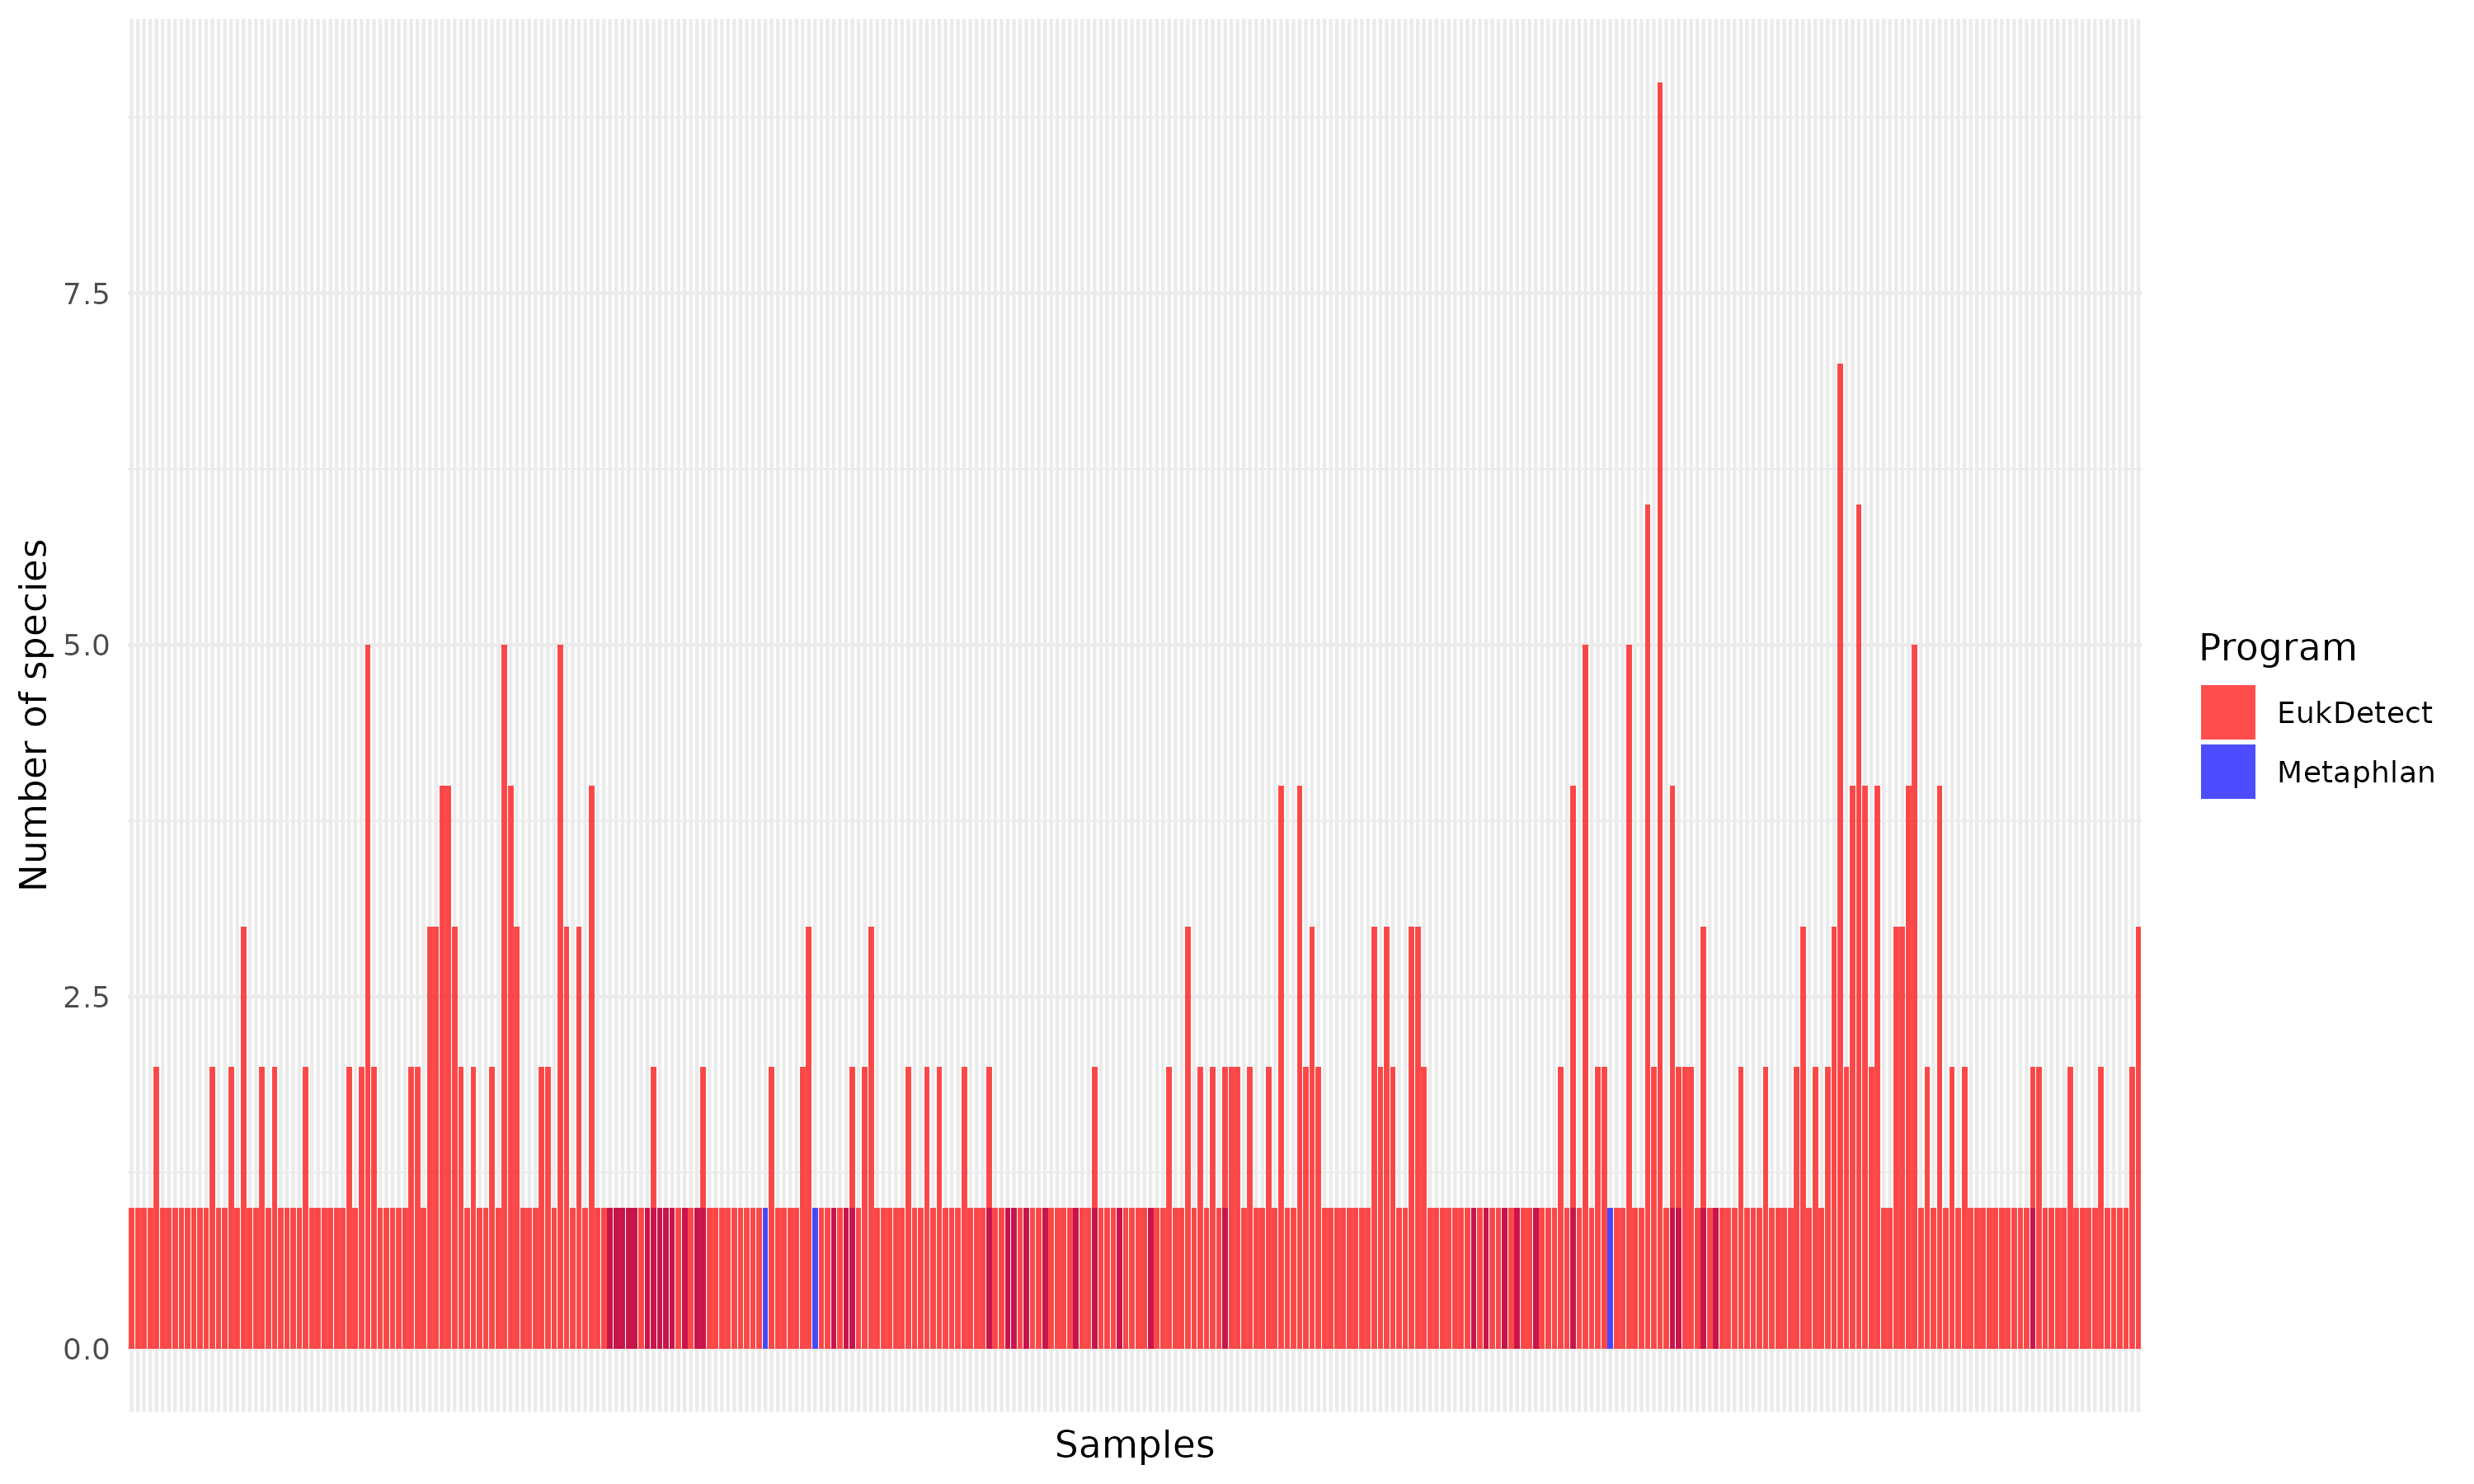 Number of species
7.5
5.0
2.5
0.0
Samples
Program
EukDetect
Metaphlan